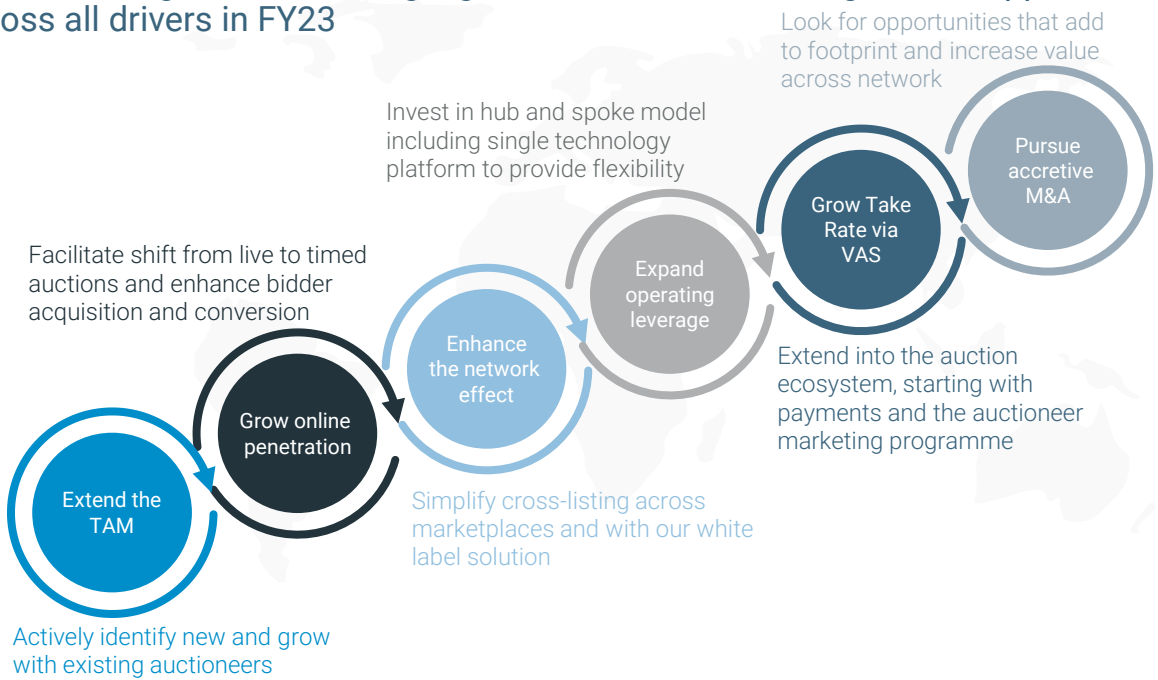 oss all drivers in FY23
Look for opportunities that add
to footprint and increase value
across network
Invest in hub and spoke model
including single technology
platform to provide flexibility
Pursue
accretive
M&A
Grow Take
Rate via
VAS
Facilitate shift from live to timed
auctions and enhance bidder
acquisition and conversion
Expand
operating
leverage
Enhance
the network
effect
Extend into the auction
ecosystem, starting with
payments and the auctioneer
marketing programme
Grow online
penetration
Simplify cross-listing across
marketplaces and with our white
label solution
Extend the
TAM
Actively identify new and grow
with existing auctioneers